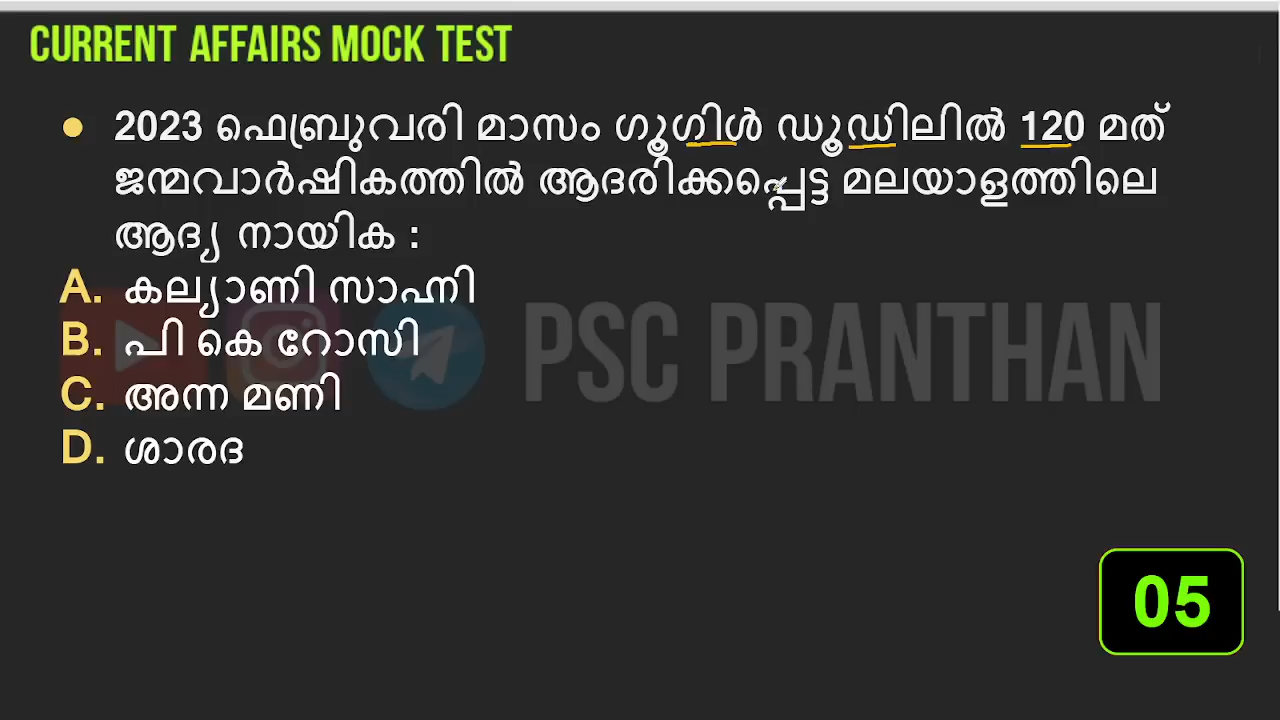 CURRENT AFFAIRS MOCK TEST
● 2023 ഫെബ്രുവരി മാസം ഗൂഗിൾ ഡൂഡിലിൽ 120 മത്
ജന്മവാർഷികത്തിൽ ആദരിക്കപ്പെട്ട മലയാളത്തിലെ
ആദ്യ നായിക :
A. കല്യാണി സാഹ്നി
B. പി കെ റോസി
C. അന്ന മണി
D. ശാരദ
PSC PRANTHAN
05